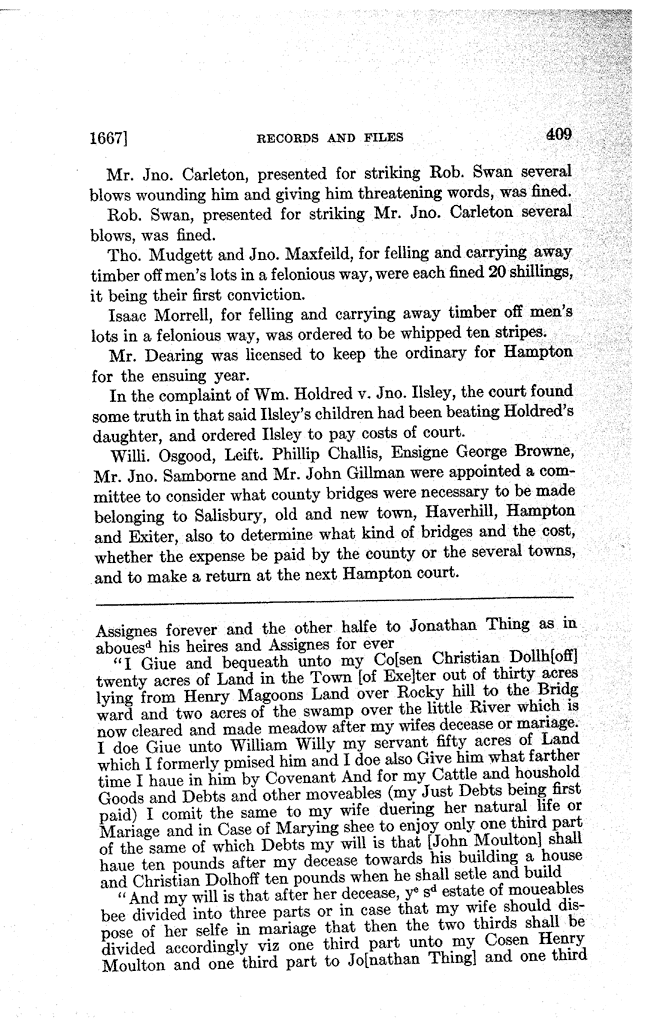 1667] RECORDS AND FILES 409
Mr. Jno. Carleton, presented for striking Rob. Swan several
blows wounding him and giving him threatening words, was fined.
Rob. Swan, presented for striking Mr. Jno. Carleton several
blows, was fined.
Tho. Mudgett and Jno. Maxfeild, for felling and carrying away
timber off men's lots in a felonious way, were each fined 20 shillings,
it being their first conviction.
Isaac Morrell, for felling and carrying away timber off men's
lots in a felonious way, was ordered to be whipped ten stripes.
Mr. Dearing was licensed to keep the ordinary for Hampton
for the ensuing year.
In the complaint of Wm. Holdred v. Jno. Ilsley, the court found
some truth in that said Ilsley's children had been beating Holdred's
daughter, and ordered Ilsley to pay costs of court.
Willi. Osgood, Leift. Phillip Challis, Ensigne George Browne,
Mr. Jno. Samborne and Mr. John Gillman were appointed a com-
mittee to consider what county bridges were necessary to be made
belonging to Salisbury, old and new town, Haverhill, Hampton
and Exiter, also to determine what kind of bridges and the cost,
whether the expense be paid by the county or the several towns,
and to make a return at the next Hampton court.
Assignes forever and the other halfe to Jonathan Thing as in
abouesᵈ his heires and Assignes for ever
"I Giue and bequeath unto my Co[sen Christian Dollh[off]
twenty acres of Land in the Town [of Exe]ter out of thirty acres
lying from Henry Magoons Land over Rocky hill to the Bridg
ward and two acres of the swamp over the little River which is
now cleared and made meadow after my wifes decease or mariage.
I doe Giue unto William Willy my servant fifty acres of Land
which I formerly pmised him and I doe also Give him what farther
time I haue in him by Covenant And for my Cattle and houshold
Goods and Debts and other moveables (my Just Debts being first
paid) I comit the same to my wife duering her natural life or
Mariage and in Case of Marying shee to enjoy only one third part
of the same of which Debts my will is that [John Moulton] shall
haue ten pounds after my decease towards his building a house
and Christian Dolhoff ten pounds when he shall setle and build
"And my will is that after her decease, yᵉ sᵈ estate of moueables
bee divided into three parts or in case that my wife should dis-
pose of her selfe in mariage that then the two thirds shall be
divided accordingly viz one third part unto my Cosen Henry
Moulton and one third part to Jo[nathan Thing] and one third